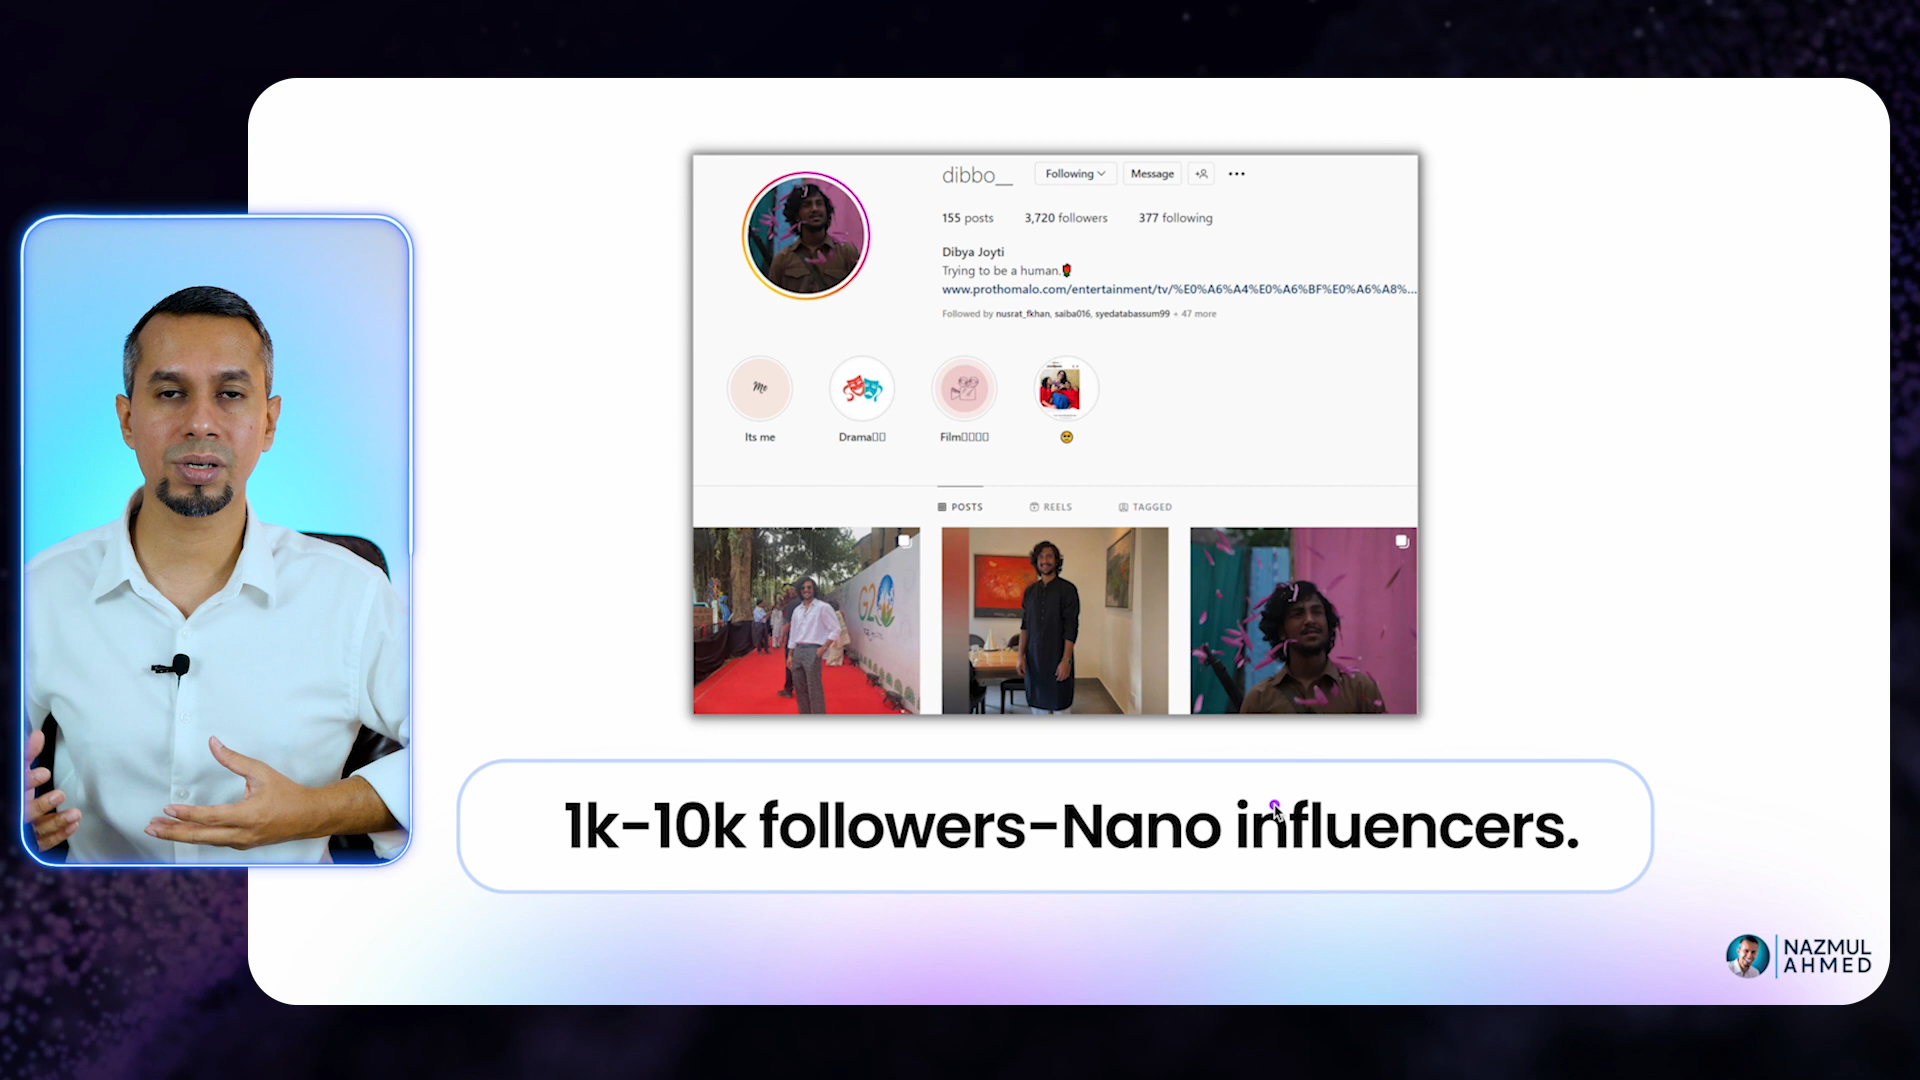 dibbo__ Following Message
155 posts 3,720 followers 377 following
Dibya Joyti
Trying to be a human.🌹
www.prothomalo.com/entertainment/tv/%E0%A6%A4%E0%A6%BF%E0%A6%A8%...
Followed by nusrat_fkhan, saiba016, syedatabassum99 + 47 more
Me
Its me Drama Film
POSTS REELS TAGGED
G20
1k-10k followers-Nano influencers.
NAZMUL
AHMED